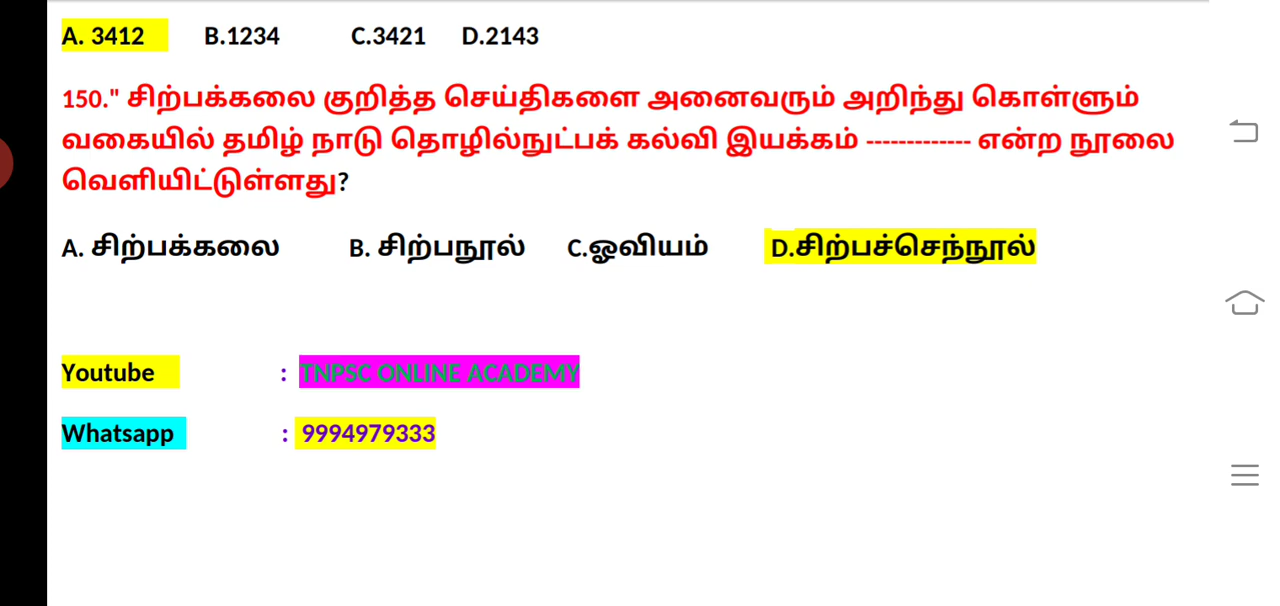 A. 3412 B.1234 C.3421 D.2143
150." சிற்பக்கலை குறித்த செய்திகளை அனைவரும் அறிந்து கொள்ளும்
வகையில் தமிழ் நாடு தொழில்நுட்பக் கல்வி இயக்கம் ------------- என்ற நூலை
வெளியிட்டுள்ளது?
A. சிற்பக்கலை B. சிற்பநூல் C.ஓவியம் D.சிற்பச்செந்நூல்
Youtube : TNPSC ONLINE ACADEMY
Whatsapp : 9994979333